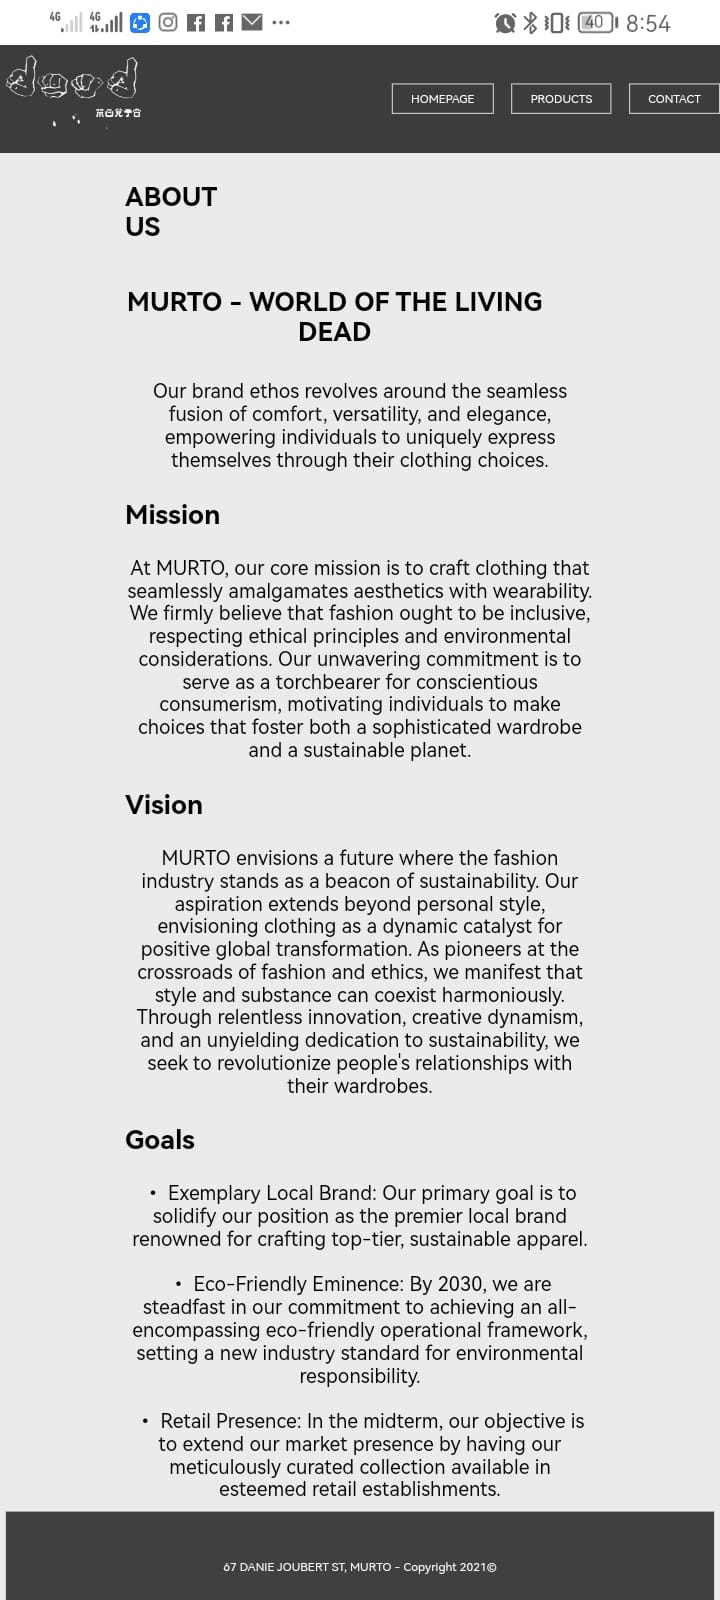 4G 4G 40 8:54
dood
MURTO
HOMEPAGE PRODUCTS CONTACT
ABOUT
US
MURTO - WORLD OF THE LIVING
DEAD
Our brand ethos revolves around the seamless
fusion of comfort, versatility, and elegance,
empowering individuals to uniquely express
themselves through their clothing choices.
Mission
At MURTO, our core mission is to craft clothing that
seamlessly amalgamates aesthetics with wearability.
We firmly believe that fashion ought to be inclusive,
respecting ethical principles and environmental
considerations. Our unwavering commitment is to
serve as a torchbearer for conscientious
consumerism, motivating individuals to make
choices that foster both a sophisticated wardrobe
and a sustainable planet.
Vision
MURTO envisions a future where the fashion
industry stands as a beacon of sustainability. Our
aspiration extends beyond personal style,
envisioning clothing as a dynamic catalyst for
positive global transformation. As pioneers at the
crossroads of fashion and ethics, we manifest that
style and substance can coexist harmoniously.
Through relentless innovation, creative dynamism,
and an unyielding dedication to sustainability, we
seek to revolutionize people's relationships with
their wardrobes.
Goals
• Exemplary Local Brand: Our primary goal is to
solidify our position as the premier local brand
renowned for crafting top-tier, sustainable apparel.
• Eco-Friendly Eminence: By 2030, we are
steadfast in our commitment to achieving an all-
encompassing eco-friendly operational framework,
setting a new industry standard for environmental
responsibility.
• Retail Presence: In the midterm, our objective is
to extend our market presence by having our
meticulously curated collection available in
esteemed retail establishments.
67 DANIE JOUBERT ST, MURTO - Copyright 2021©